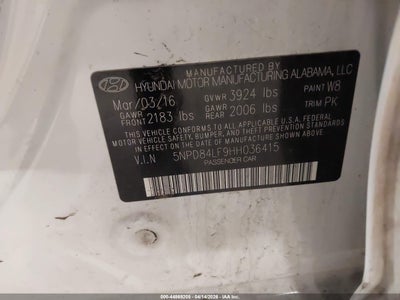 MANUFACTURED BY
HYUNDAI MOTOR MANUFACTURING ALABAMA, LLC
Mar/03/16 GVWR 3924 lbs PAINT W8
GAWR FRONT 2183 lbs GAWR REAR 2006 lbs TRIM PK
THIS VEHICLE CONFORMS TO ALL APPLICABLE U.S.A. FEDERAL
MOTOR VEHICLE SAFETY, BUMPER, AND THEFT PREVENTION
STANDARDS IN EFFECT ON THE DATE OF MANUFACTURE SHOWN ABOVE.
V.I.N 5NPD84LF9HH036415
PASSENGER CAR